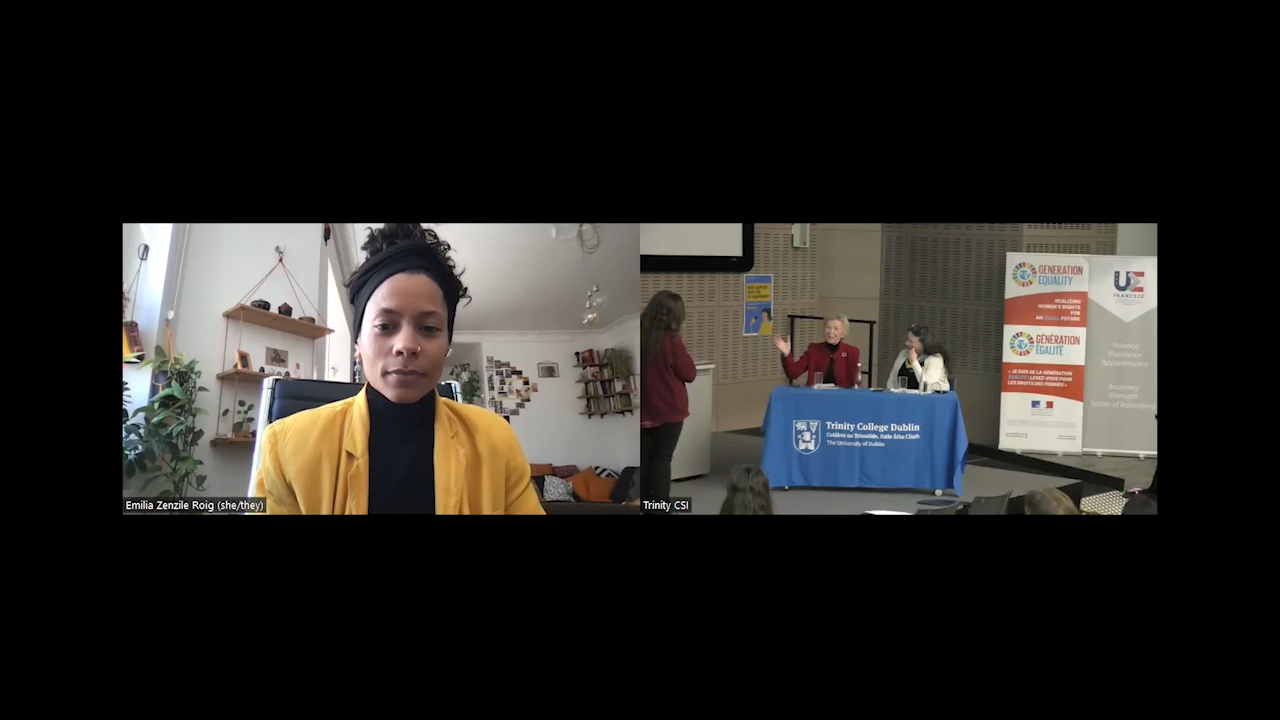 Emilia Zenzile Roig (she/they)
Trinity CSI
Trinity College Dublin
Coláiste na Tríonóide, Baile Átha Cliath
The University of Dublin
GENERATION
EQUALITY
REALIZING
WOMEN'S RIGHTS
FOR
AN EQUAL FUTURE
GÉNÉRATION
ÉGALITÉ
« JE SUIS DE LA GÉNÉRATION
ÉGALITÉ : LEVEZ-VOUS POUR
LES DROITS DES FEMMES »
UE
FRANCE22
Relance
Puissance
Appartenance
Recovery
Strength
Sense of Belonging